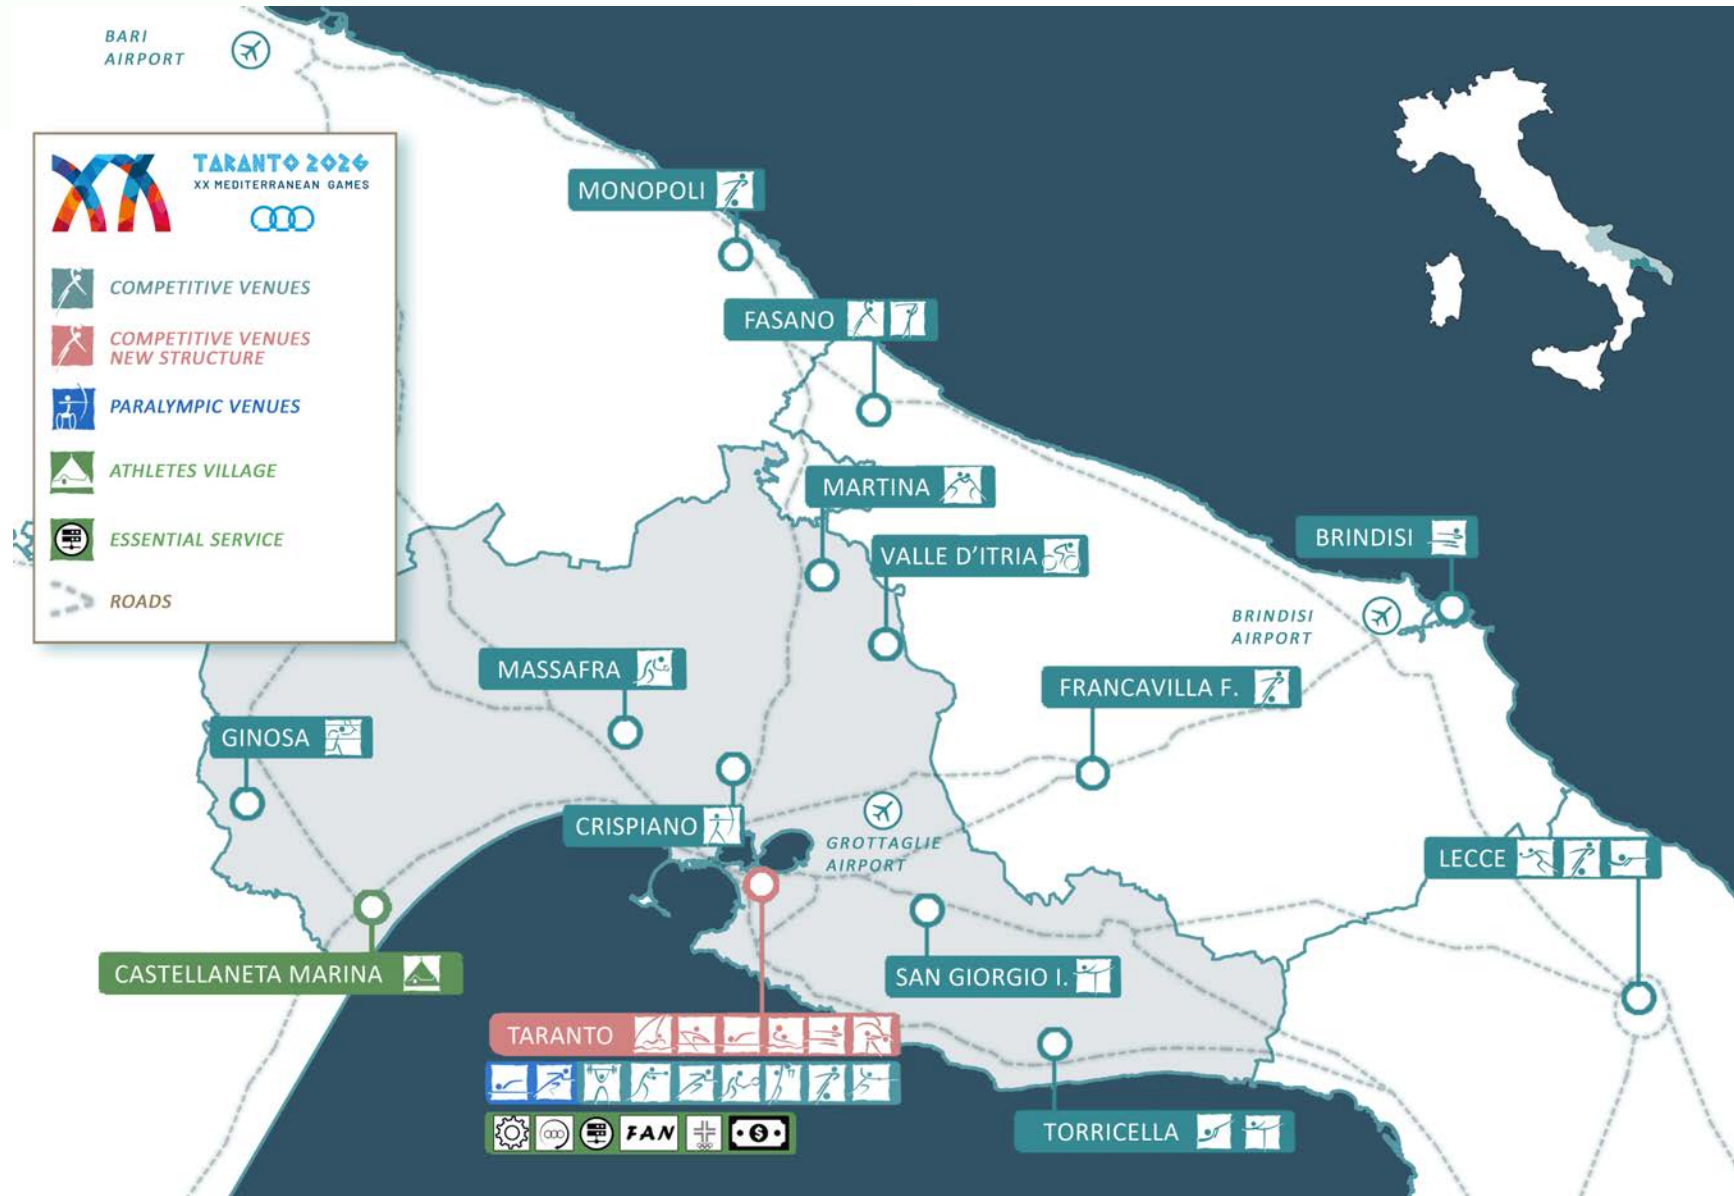 BARI
AIRPORT
TARANTO 2026
XX MEDITERRANEAN GAMES
COMPETITIVE VENUES
COMPETITIVE VENUES
NEW STRUCTURE
PARALYMPIC VENUES
ATHLETES VILLAGE
ESSENTIAL SERVICE
ROADS
MONOPOLI
FASANO
MARTINA
VALLE D'ITRIA
BRINDISI
BRINDISI
AIRPORT
MASSAFRA
FRANCAVILLA F.
GINOSA
CRISPIANO
GROTTAGLIE
AIRPORT
LECCE
CASTELLANETA MARINA
SAN GIORGIO I.
TARANTO
FAN
$
TORRICELLA